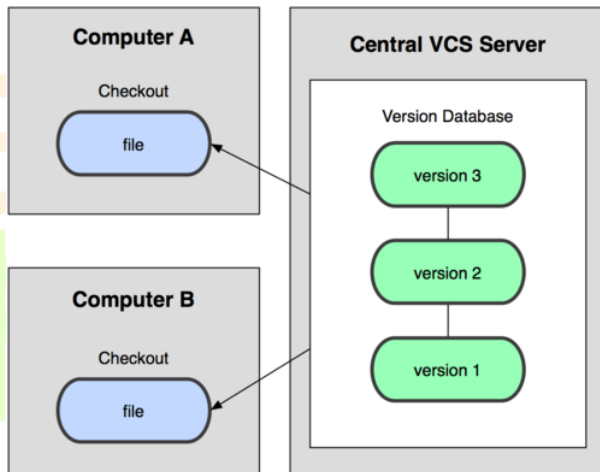 Computer A
Checkout
file
Computer B
Checkout
file
Central VCS Server
Version Database
version 3
version 2
version 1